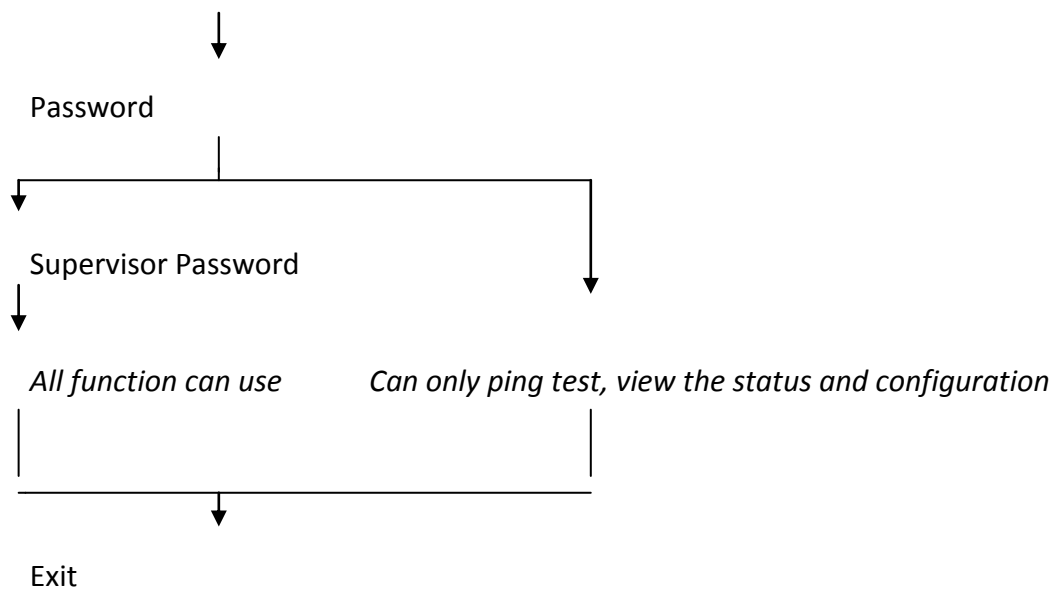 Password
Supervisor Password
All function can use
Can only ping test, view the status and configuration
Exit